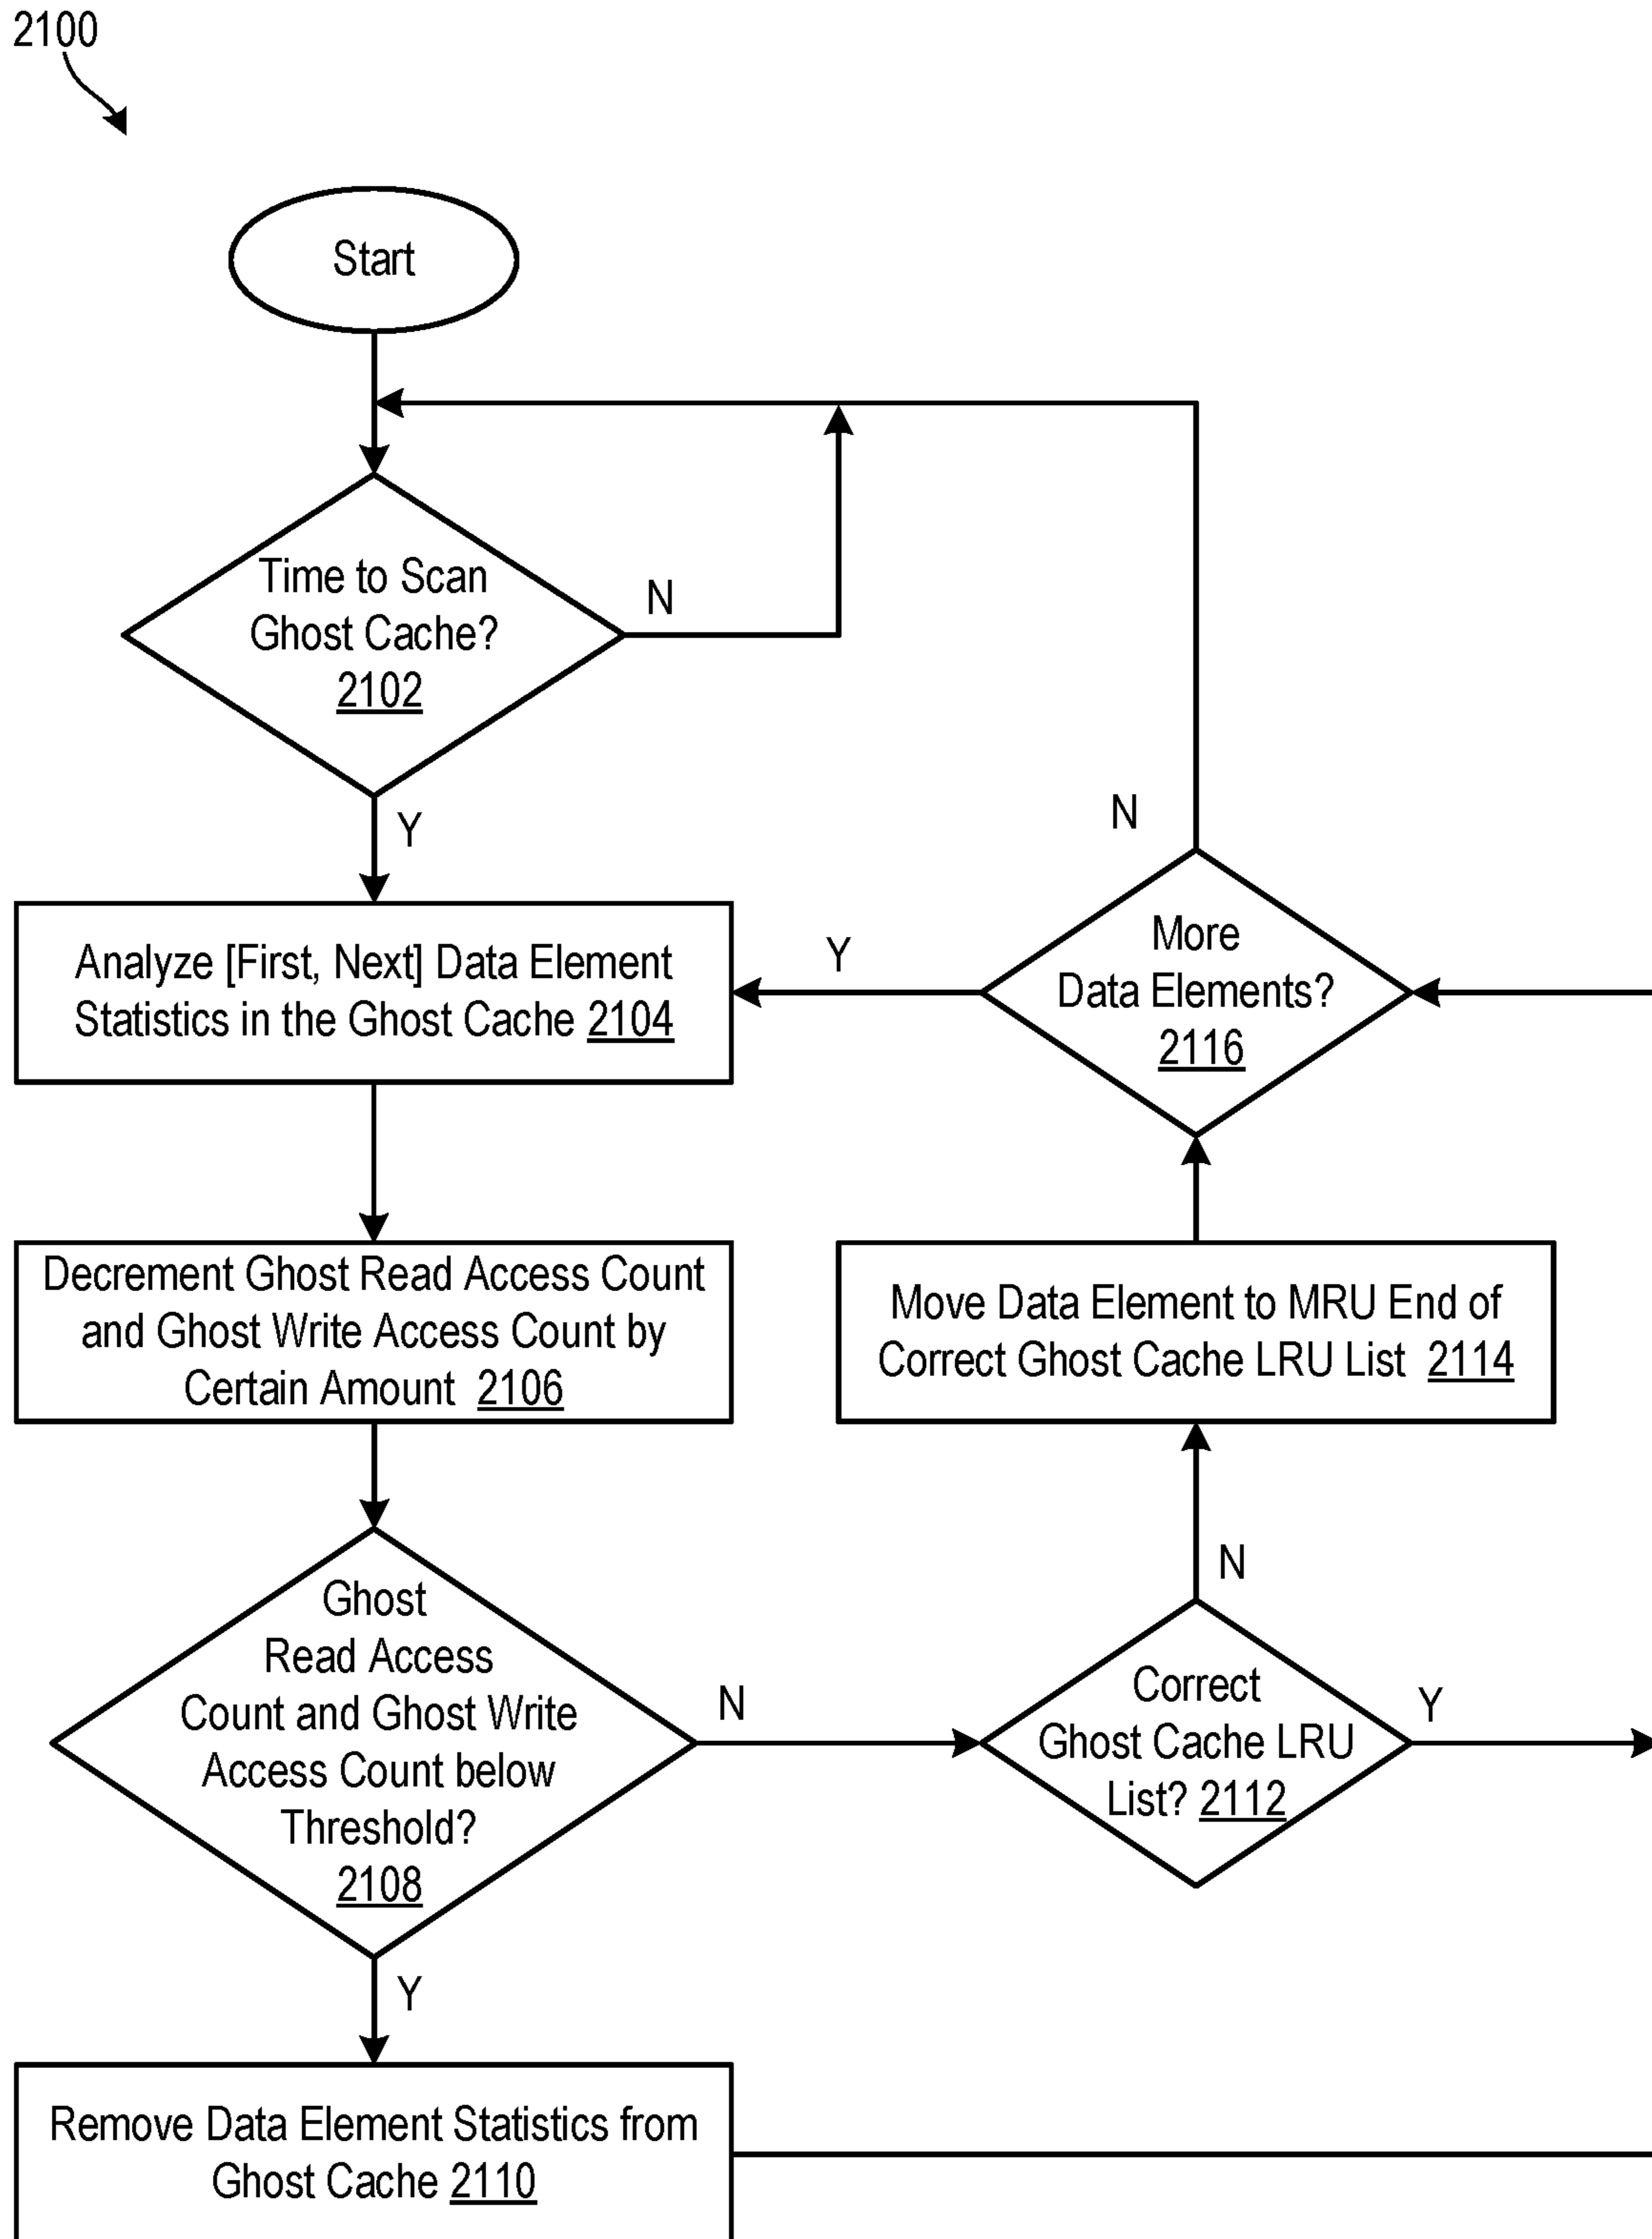 2100
Start
Time to Scan
Ghost Cache?
2102
N
Y
Analyze [First, Next] Data Element
Statistics in the Ghost Cache 2104
Decrement Ghost Read Access Count
and Ghost Write Access Count by
Certain Amount 2106
Ghost
Read Access
Count and Ghost Write
Access Count below
Threshold?
2108
N
Y
Remove Data Element Statistics from
Ghost Cache 2110
N
More
Data Elements?
2116
Y
Move Data Element to MRU End of
Correct Ghost Cache LRU List 2114
N
Correct
Ghost Cache LRU
List? 2112
Y